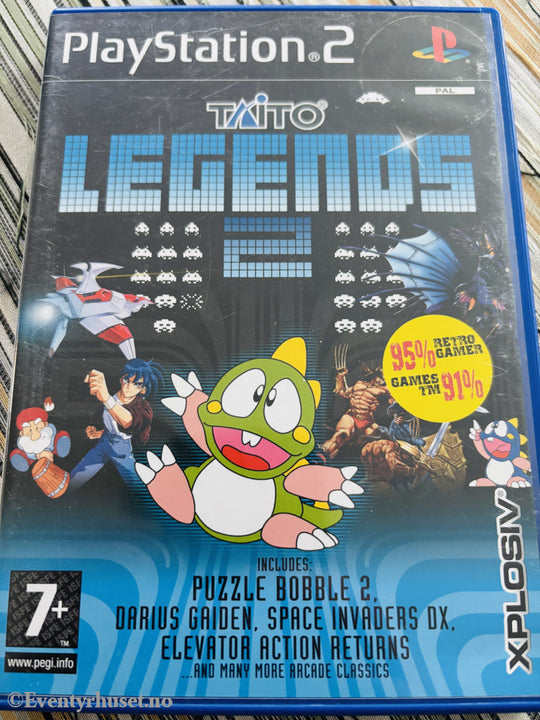 PlayStation®2
PAL
TAITO®
LEGENDS
2
95% RETRO GAMER
GAMES TM 91%
INCLUDES:
PUZZLE BOBBLE 2,
DARIUS GAIDEN, SPACE INVADERS DX,
ELEVATOR ACTION RETURNS
...AND MANY MORE ARCADE CLASSICS
XPLOSIV
7+
TM
www.pegi.info
©Eventyrhuset.no